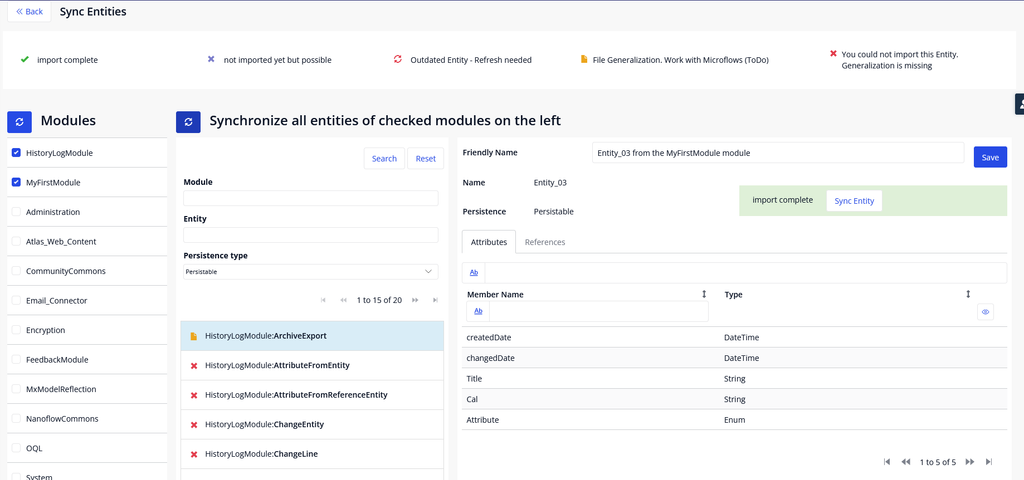 Back
Sync Entities
import complete
not imported yet but possible
Outdated Entity - Refresh needed
File Generalization. Work with Microflows (ToDo)
You could not import this Entity.
Generalization is missing
Modules
HistoryLogModule
MyFirstModule
Administration
Atlas_Web_Content
CommunityCommons
Email_Connector
Encryption
FeedbackModule
MxModelReflection
NanoflowCommons
OQL
System
Synchronize all entities of checked modules on the left
Search
Reset
Module
Entity
Persistence type
Persistable
1 to 15 of 20
HistoryLogModule:ArchiveExport
HistoryLogModule:AttributeFromEntity
HistoryLogModule:AttributeFromReferenceEntity
HistoryLogModule:ChangeEntity
HistoryLogModule:ChangeLine
Friendly Name
Entity_03 from the MyFirstModule module
Save
Name
Entity_03
Persistence
Persistable
import complete
Sync Entity
Attributes
References
Ab
Member Name
Type
Ab
createdDate DateTime
changedDate DateTime
Title String
Cal String
Attribute Enum
1 to 5 of 5